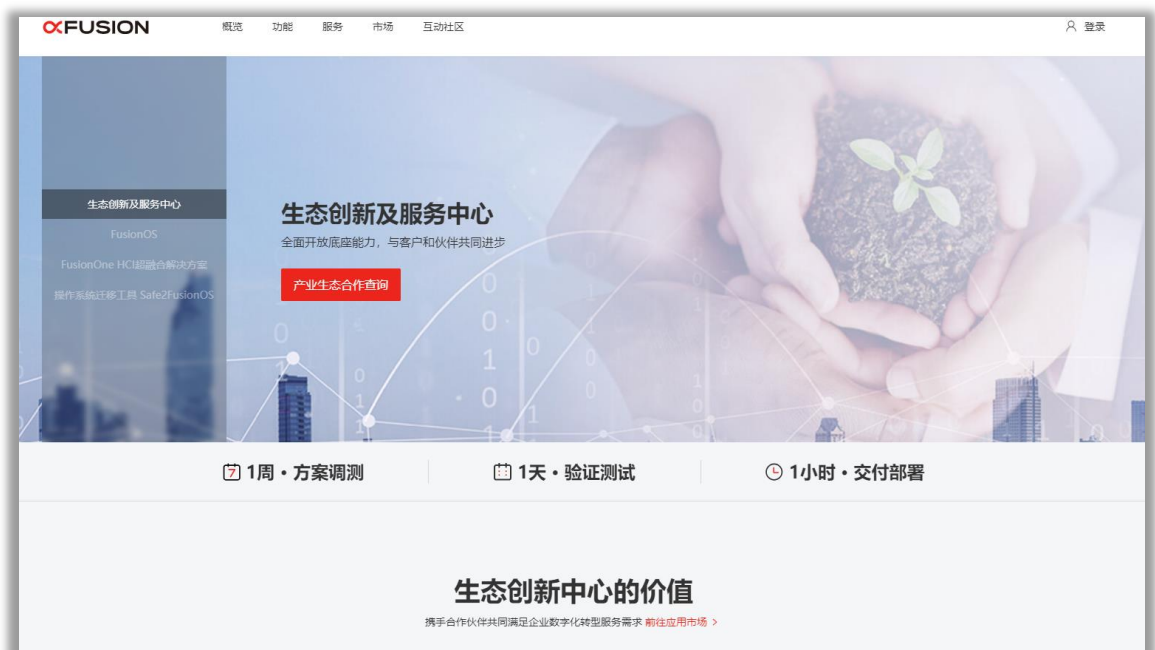 XFUSION 概览 功能 服务 市场 互动社区 登录
生态创新及服务中心
FusionOS
FusionOne HCI超融合解决方案
操作系统迁移工具 Safe2FusionOS
生态创新及服务中心
全面开放底座能力，与客户和伙伴共同进步
产业生态合作查询
7 1周·方案调测 1天·验证测试 1小时·交付部署
生态创新中心的价值
携手合作伙伴共同满足企业数字化转型服务需求 前往应用市场 >